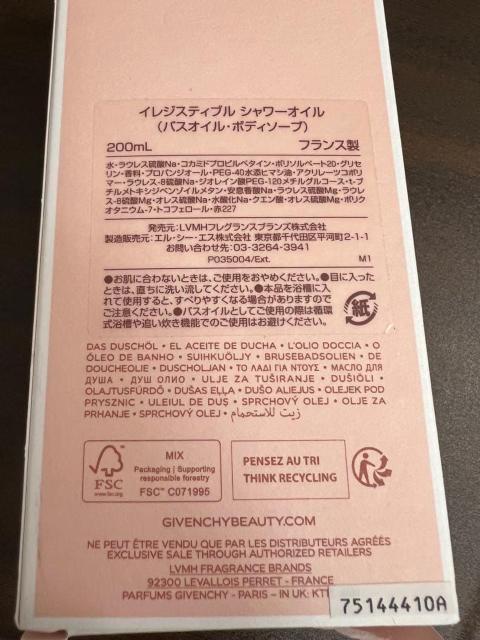 イレジスティブル シャワーオイル
(バスオイル・ボディソープ)
200mL フランス製
水・ラウレス硫酸Na・コカミドプロピルベタイン・ポリソルベート20・グリセ
リン・香料・プロパンジオール・PEG-40水添ヒマシ油・アクリレーツコポリ
マー・ラウレス-8硫酸Na・ジオレイン酸PEG-120メチルグルコース・t-ブ
チルメトキシジベンゾイルメタン・安息香酸Na・ラウレス硫酸Mg・ラウレ
ス-8硫酸Mg・オレス硫酸Na・水酸化Na・クエン酸・オレス硫酸Mg・ポリク
オタニウム-7・トコフェロール・赤227
発売元:LVMHフレグランスブランズ株式会社
製造販売元:エル・シー・エス株式会社 東京都千代田区平河町2-1-1
お問い合わせ先:03-3264-3941
P035004/Ext. M1
●お肌に合わないときは、ご使用をおやめください。●目に入った
ときは、直ちに洗い流してください。●本品を浴槽に入
れて使用すると、すべりやすくなる場合がありますので
ご注意ください。●バスオイルとしてご使用の際は循環
式浴槽や追い炊き機能でのご使用はお避けください。
紙
DAS DUSCHÖL • EL ACEITE DE DUCHA • L'OLIO DOCCIA • O
ÓLEO DE BANHO • SUIHKUÖLJY • BRUSEBADSOLIEN • DE
DOUCHEOLIE • DUSCHOLJAN • ΤΟ ΛΑΔΙ ΓΙΑ ΝΤΟΥΣ • МАСЛО ДЛЯ
ДУША • ДУШ ОЛИО • ULJE ZA TUŠIRANJE • DUŠIÕLI •
OLAJTUSFÜRDŐ • DUŠAS EĻĻA • DUŠO ALIEJUS • OLEJEK POD
PRYSZNIC • ULEIUL DE DUȘ • SPRCHOVÝ OLEJ • OLJE ZA
PRHANJE • SPRCHOVÝ OLEJ • زيت للاستحمام
FSC
www.fsc.org
MIX
Packaging | Supporting
responsible forestry
FSC™ C071995
PENSEZ AU TRI
THINK RECYCLING
GIVENCHYBEAUTY.COM
NE PEUT ÊTRE VENDU QUE PAR LES DISTRIBUTEURS AGRÉÉS
EXCLUSIVE SALE THROUGH AUTHORIZED RETAILERS
LVMH FRAGRANCE BRANDS
92300 LEVALLOIS PERRET - FRANCE
PARFUMS GIVENCHY - PARIS - IN UK: KT
75144410A